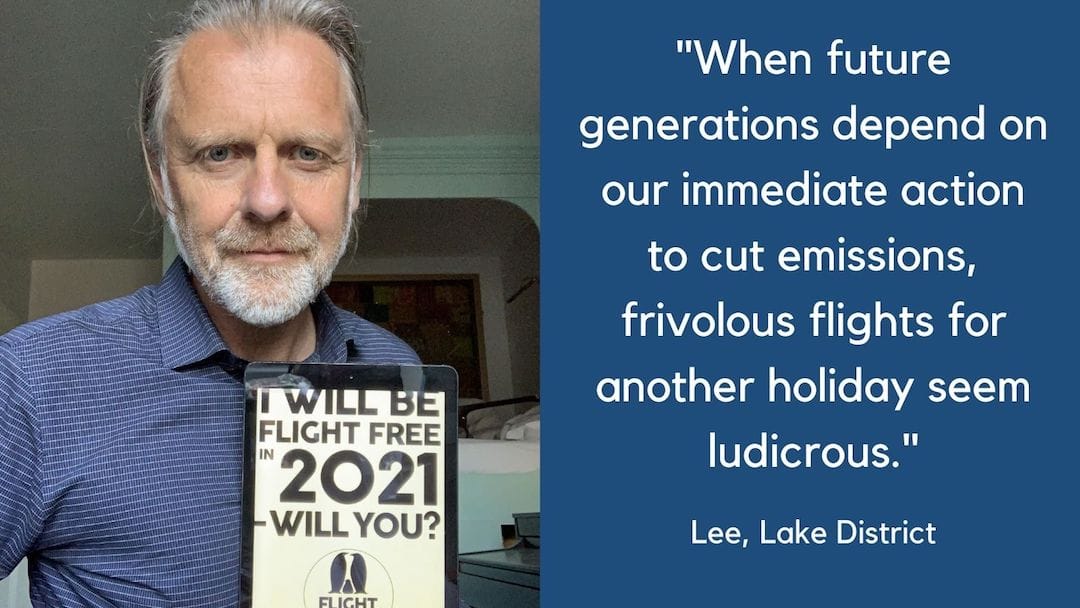 I WILL BE
FLIGHT FREE
IN 2021
-WILL YOU?
FLIGHT
"When future
generations depend on
our immediate action
to cut emissions,
frivolous flights for
another holiday seem
ludicrous."
Lee, Lake District